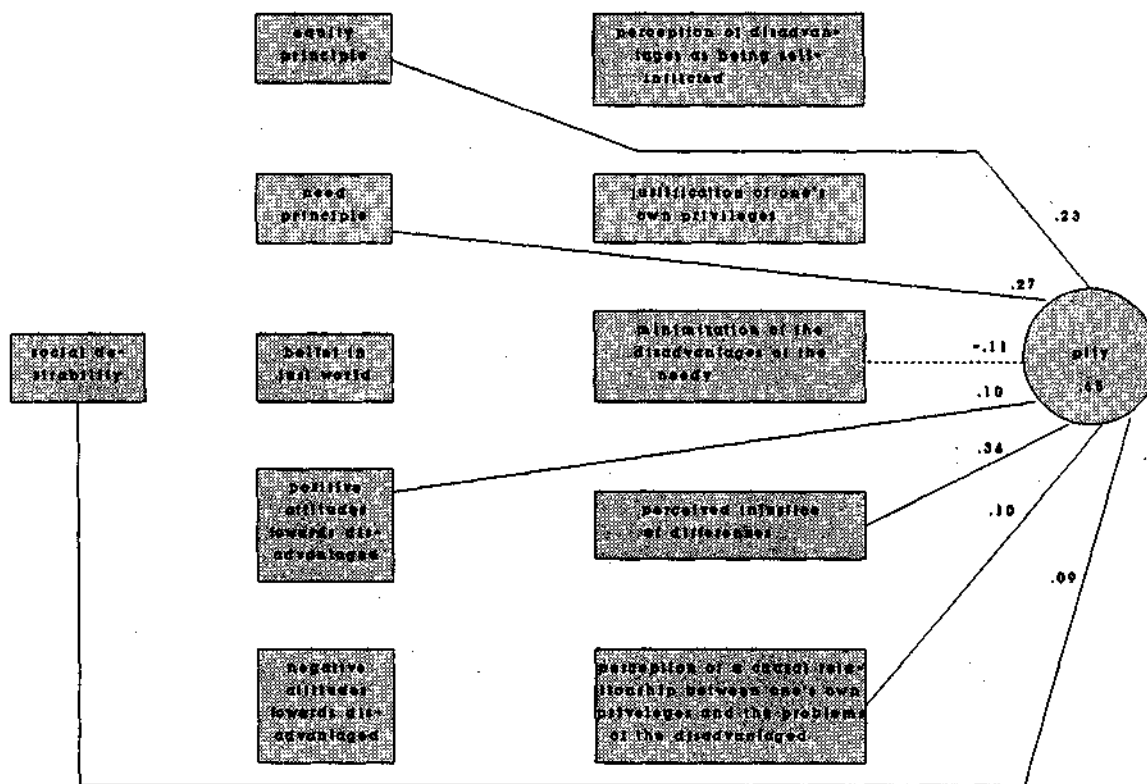 equity
principle
perception of disadvan-
tages as being self-
inflicted
need
principle
justification of one's
own privileges
.23
.27
social de-
sirability
belief in
just world
minimization of the
disadvantages of the
needy
-.11
pity
.10
positive
attitudes
towards dis-
advantaged
perceived injustice
of differences
.34
.10
.09
negative
attitudes
towards dis-
advantaged
perception of a causal rela-
tionship between one's own
priveleges and the problems
of the disadvantaged